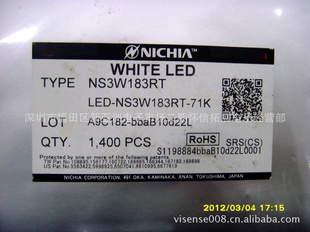 NICHIA
WHITE LED
TYPE NS3W183RT
LED-NS3W183RT-71K
LOT A9C182-bbaB10d22L
QTY. 1,400 PCS
RoHS SRS(CS)
S1198884bbaB10d22L0001
NICHIA CORPORATION, 491 OKA, KAMINAKA, ANAN, TOKUSHIMA, JAPAN
2012/03/04 17:15
visense008.cn.alibaba.com